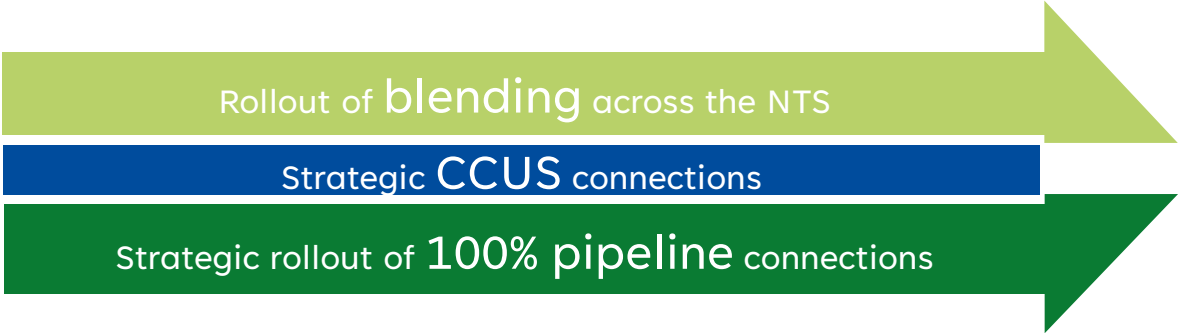 Rollout of blending across the NTS
Strategic CCUS connections
Strategic rollout of 100% pipeline connections